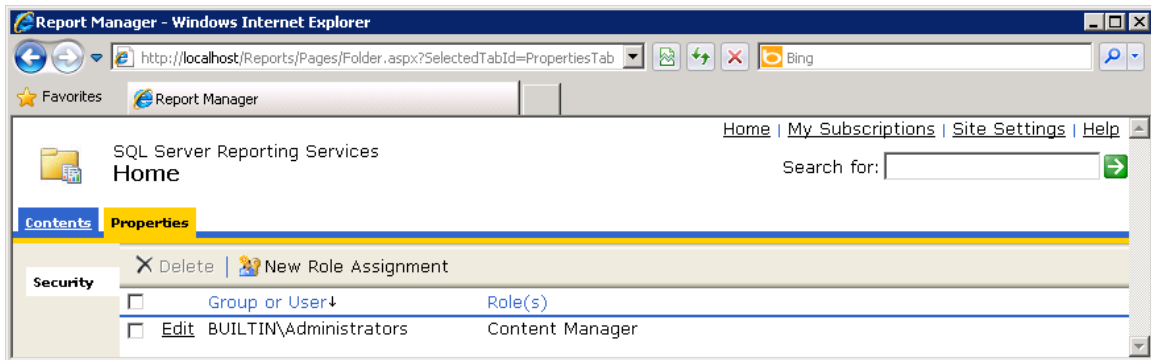 Report Manager - Windows Internet Explorer
http://localhost/Reports/Pages/Folder.aspx?SelectedTabId=PropertiesTab Bing
Favorites Report Manager
Home | My Subscriptions | Site Settings | Help
SQL Server Reporting Services
Home
Search for:
Contents Properties
Security
Delete | New Role Assignment
Group or User↓ Role(s)
Edit BUILTIN\Administrators Content Manager